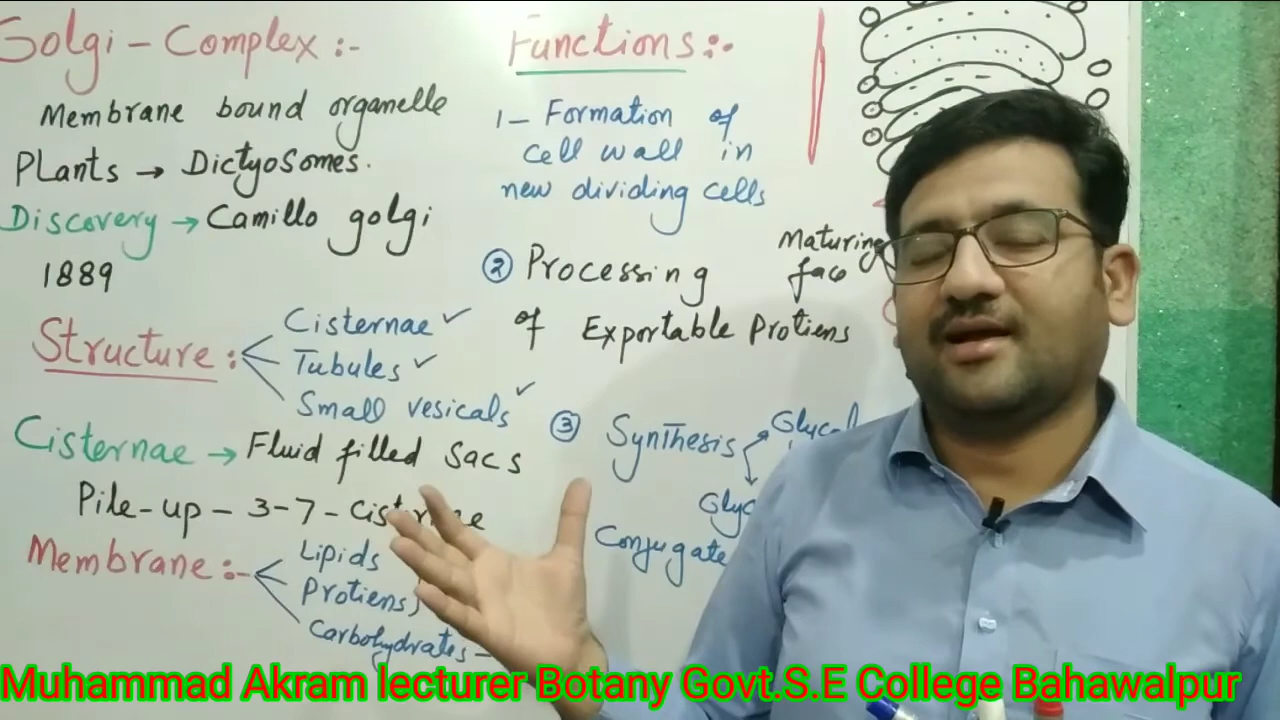 Golgi-Complex:-
Membrane bound organelle
Plants → Dictyosomes.
Discovery → Camillo golgi
1889
Structure:
Cisternae ✓
Tubules ✓
Small vesicals ✓
Cisternae → Fluid filled Sacs
Pile-up - 3-7 -
Membrane:-
Lipids
Protiens
Carbohydrates -
Functions:-
1- Formation of
cell wall in
new dividing cells
Maturing
face
② Processing
of Exportable Protiens
③ Synthesis
Conjugate
Muhammad Akram lecturer Botany Govt.S.E College Bahawalpur